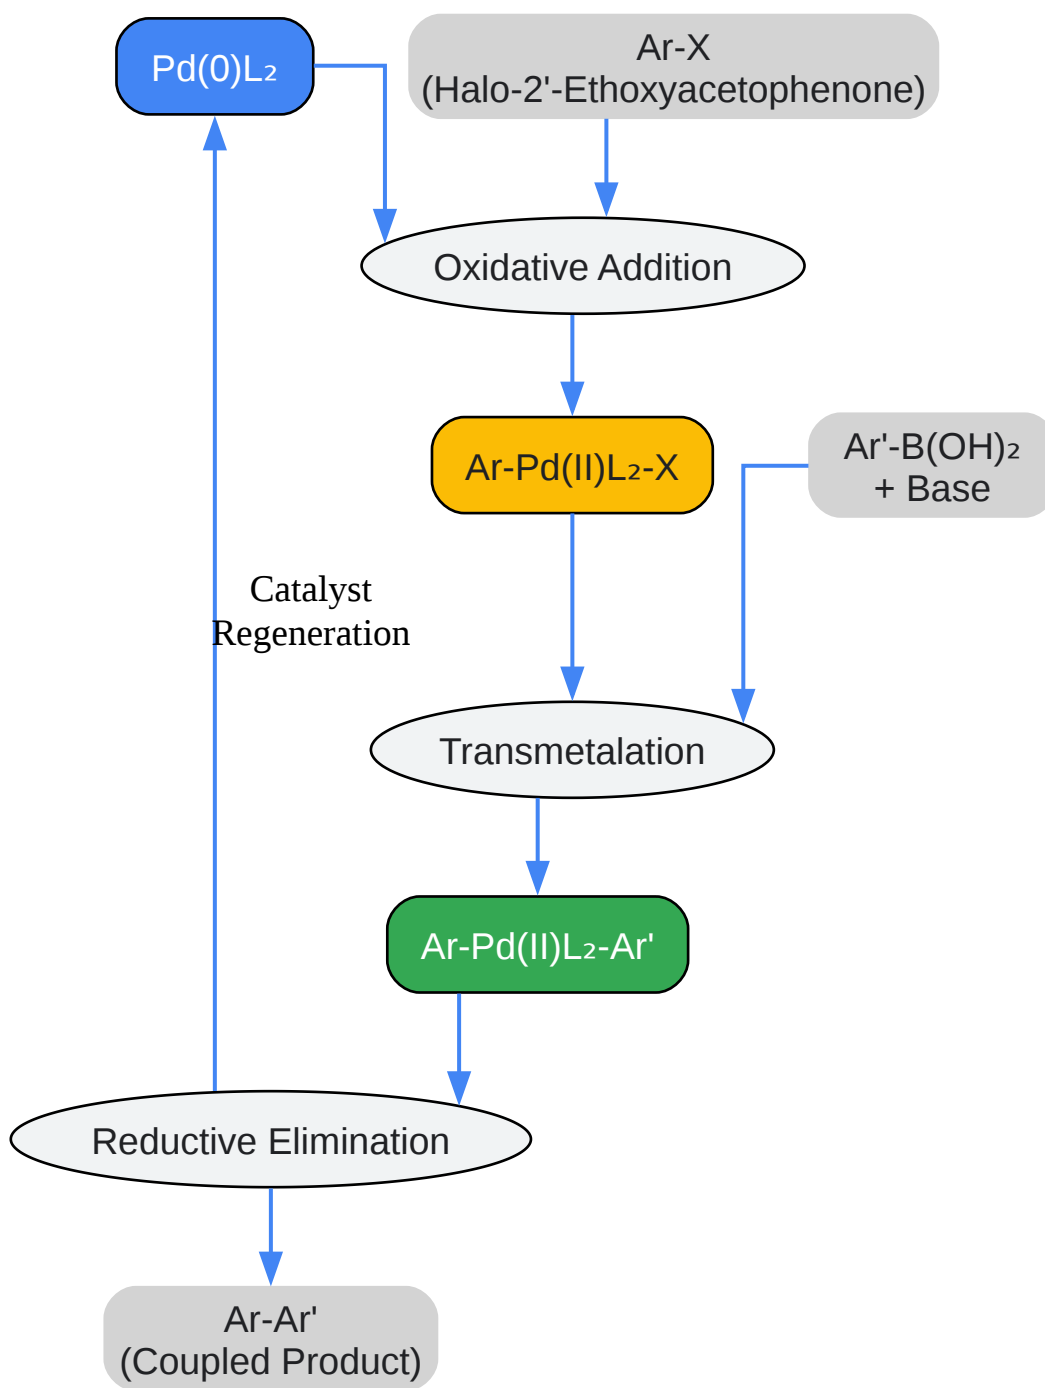 Pd(0)L₂
Ar-X
(Halo-2'-Ethoxyacetophenone)
Oxidative Addition
Ar-Pd(II)L₂-X
Ar'-B(OH)₂
+ Base
Catalyst
Regeneration
Transmetalation
Ar-Pd(II)L₂-Ar'
Reductive Elimination
Ar-Ar'
(Coupled Product)